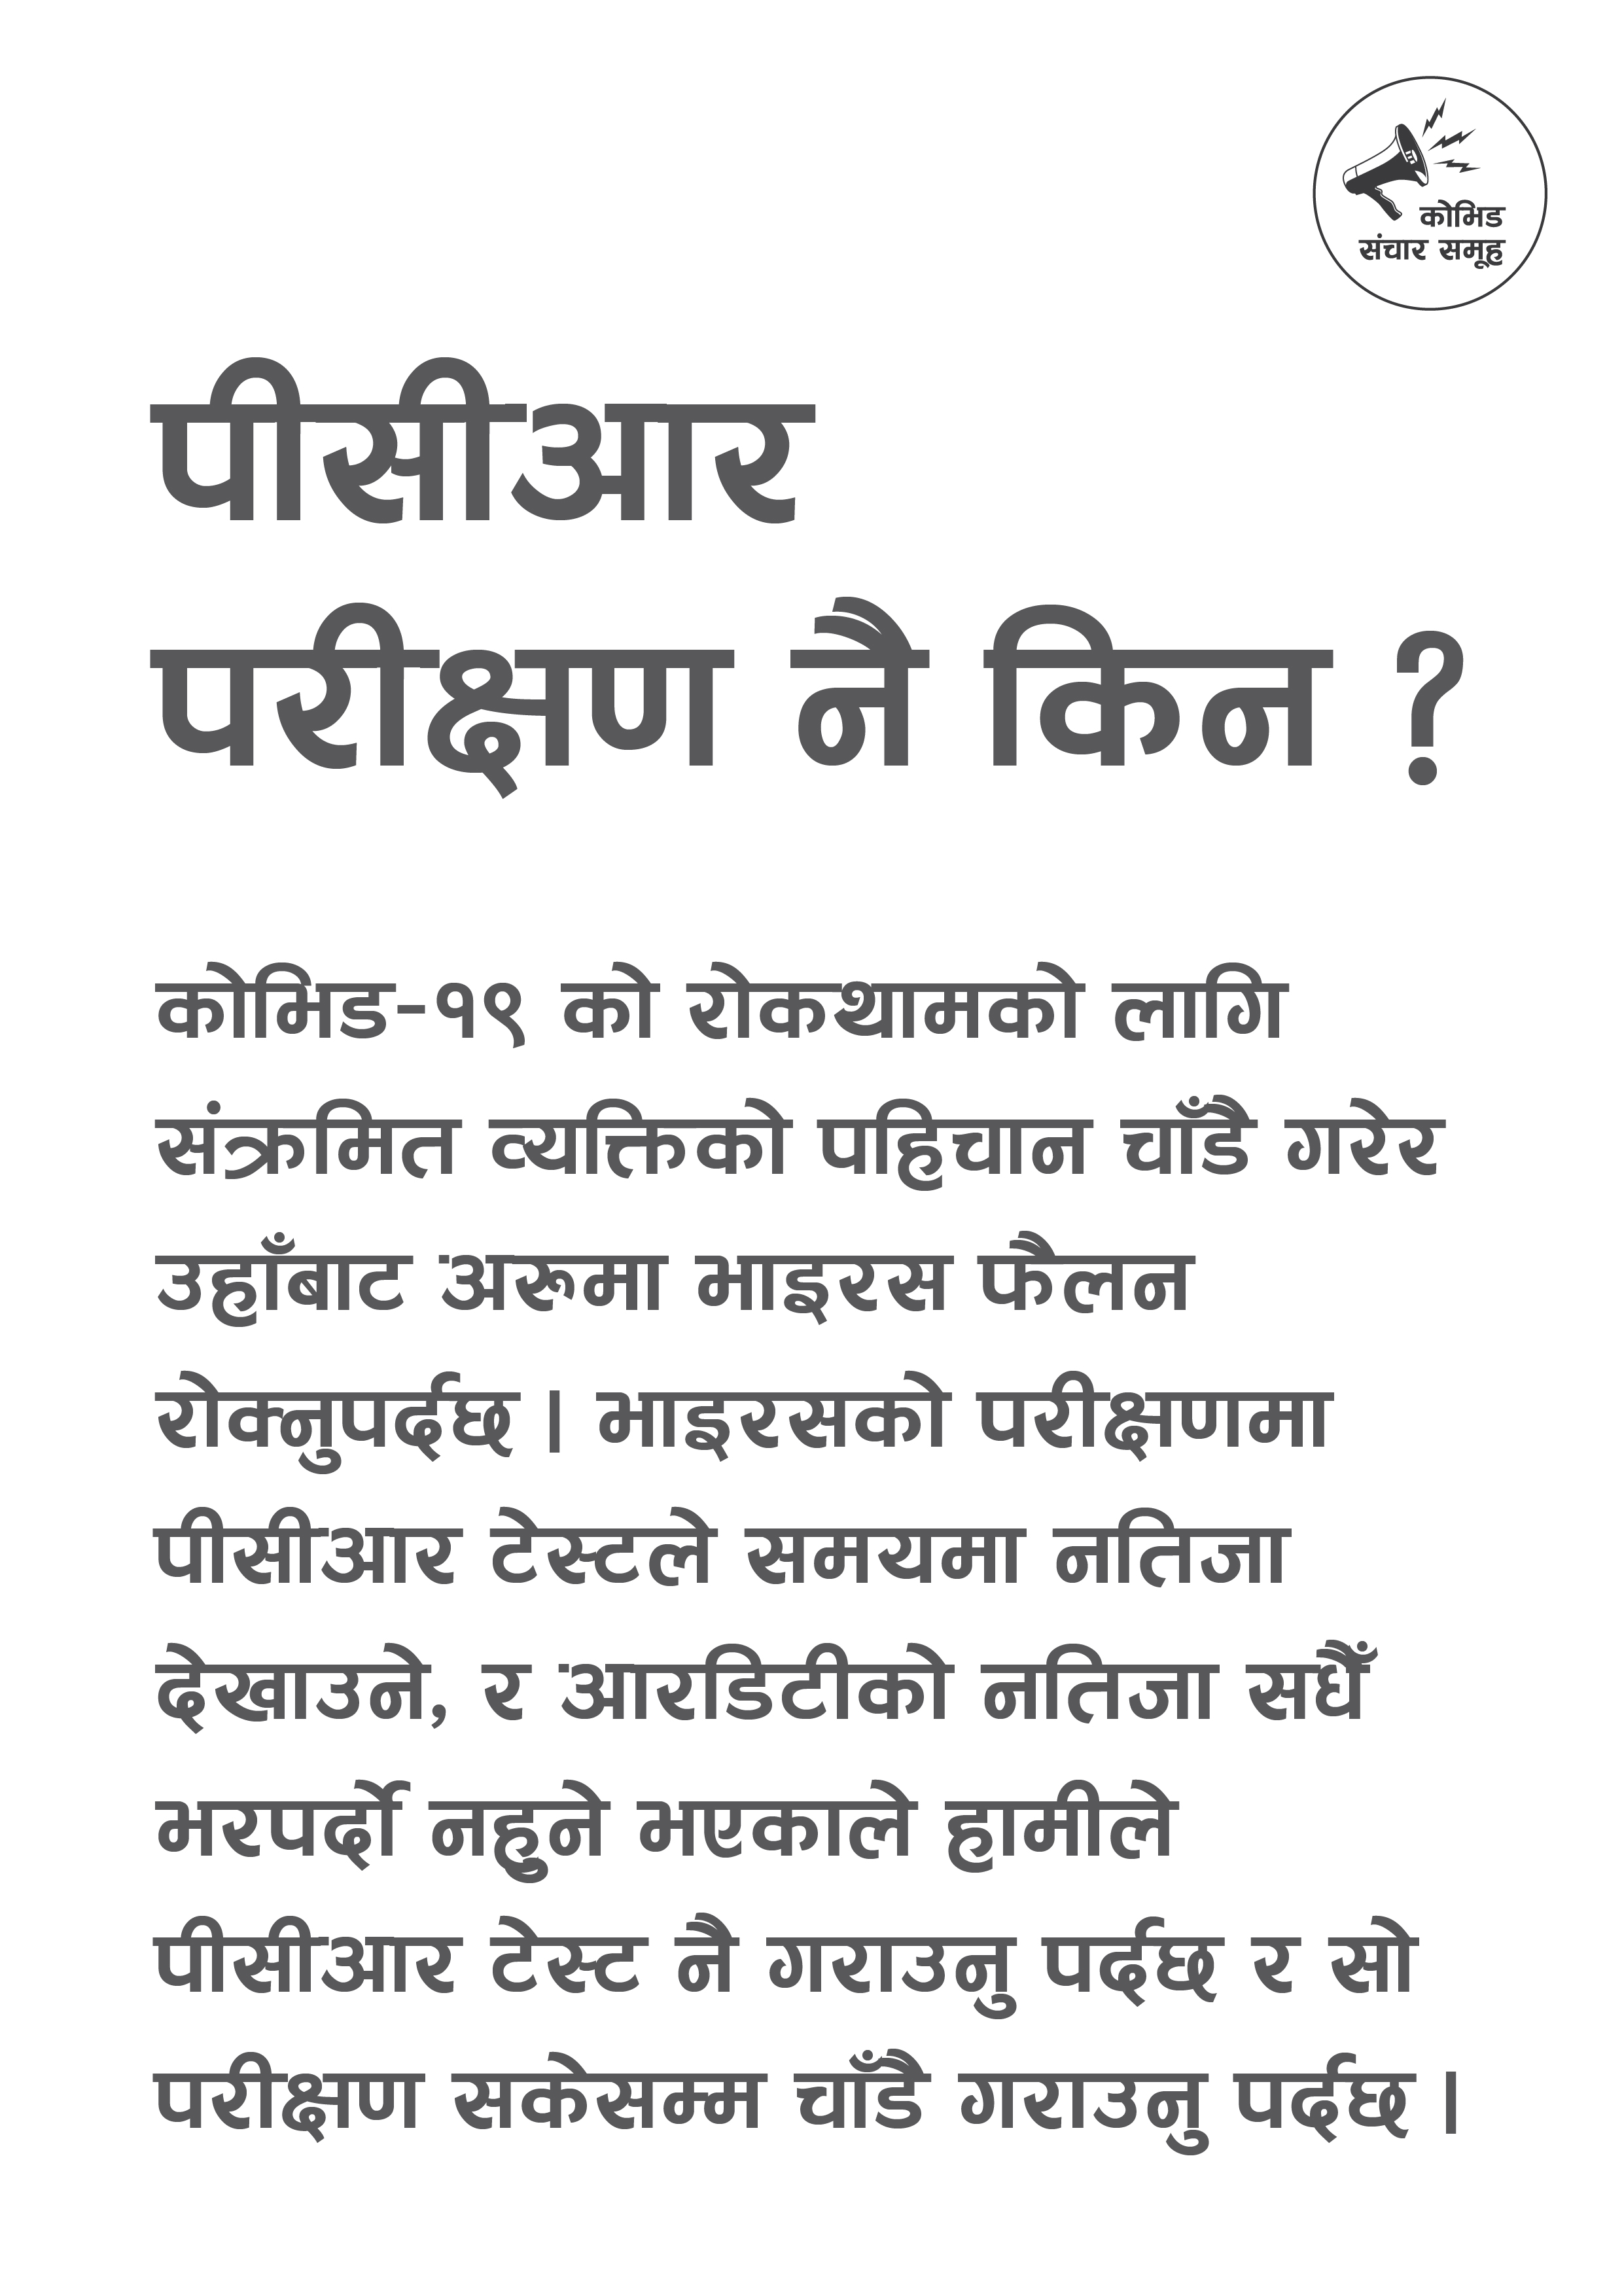 कोभिड
संचार समूह
पीसीआर
परीक्षण नै किन ?
कोभिड-१९ को रोकथामको लागि
संक्रमित व्यक्तिको पहिचान चाँडै गरेर
उहाँबाट अरूमा भाइरस फैलन
रोक्नुपर्दछ । भाइरसको परीक्षणमा
पीसीआर टेस्टले समयमा नतिजा
देखाउने, र आरडिटीको नतिजा सधैँ
भरपर्दो नहुने भएकाले हामीले
पीसीआर टेस्ट नै गराउनु पर्दछ र सो
परीक्षण सकेसम्म चाँडै गराउनु पर्दछ ।